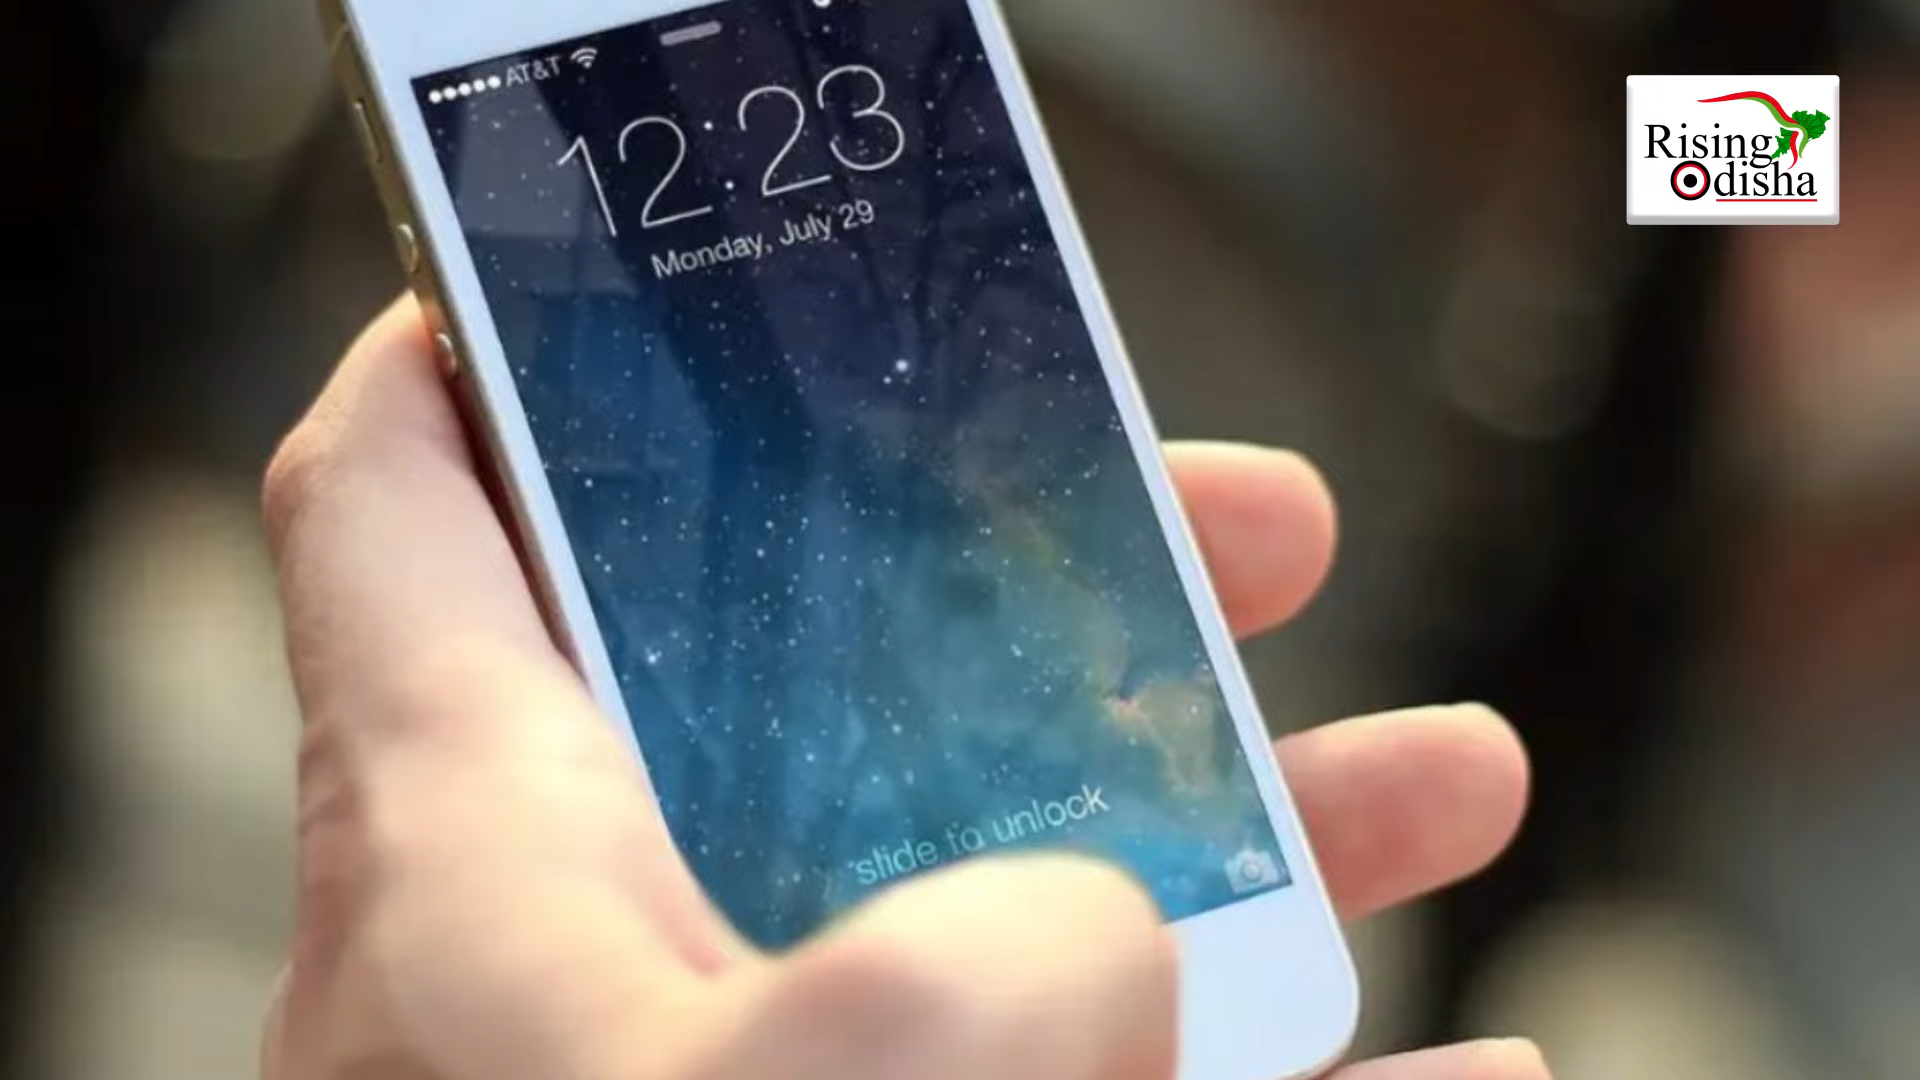 AT&T
12:23
Monday, July 29
slide to unlock
Rising
Odisha